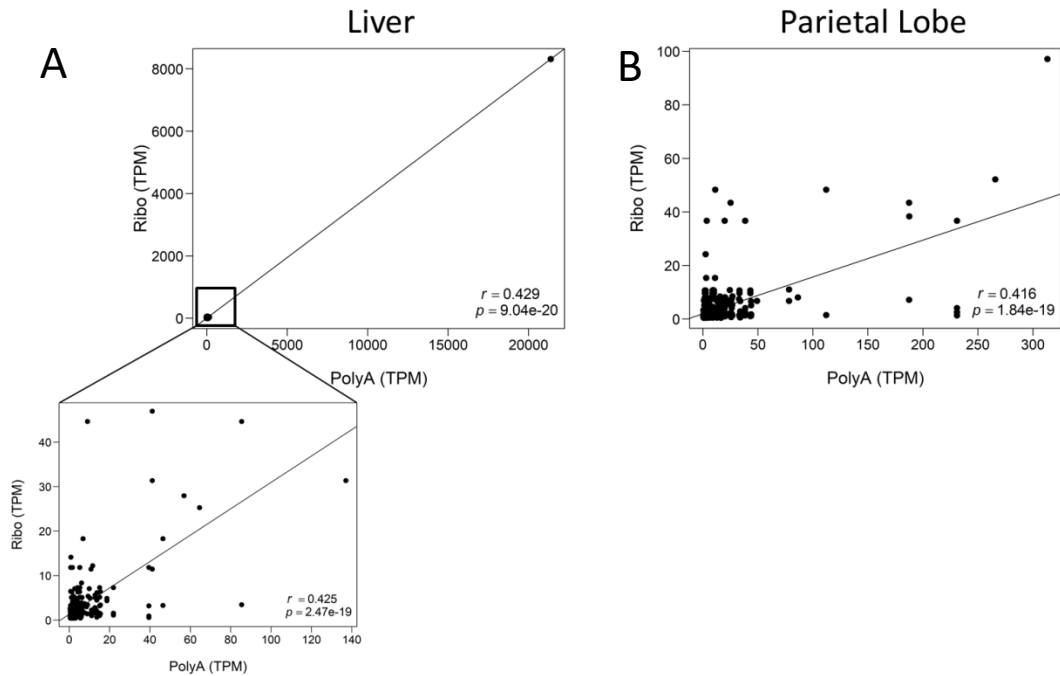 Liver
Parietal Lobe
A
B
8000
6000
4000
2000
0
Ribo (TPM)
r = 0.429
p = 9.04e-20
0 5000 10000 15000 20000
PolyA (TPM)
100
80
60
40
20
0
Ribo (TPM)
r = 0.416
p = 1.84e-19
0 50 100 150 200 250 300
PolyA (TPM)
40
30
20
10
0
Ribo (TPM)
r = 0.425
p = 2.47e-19
0 20 40 60 80 100 120 140
PolyA (TPM)